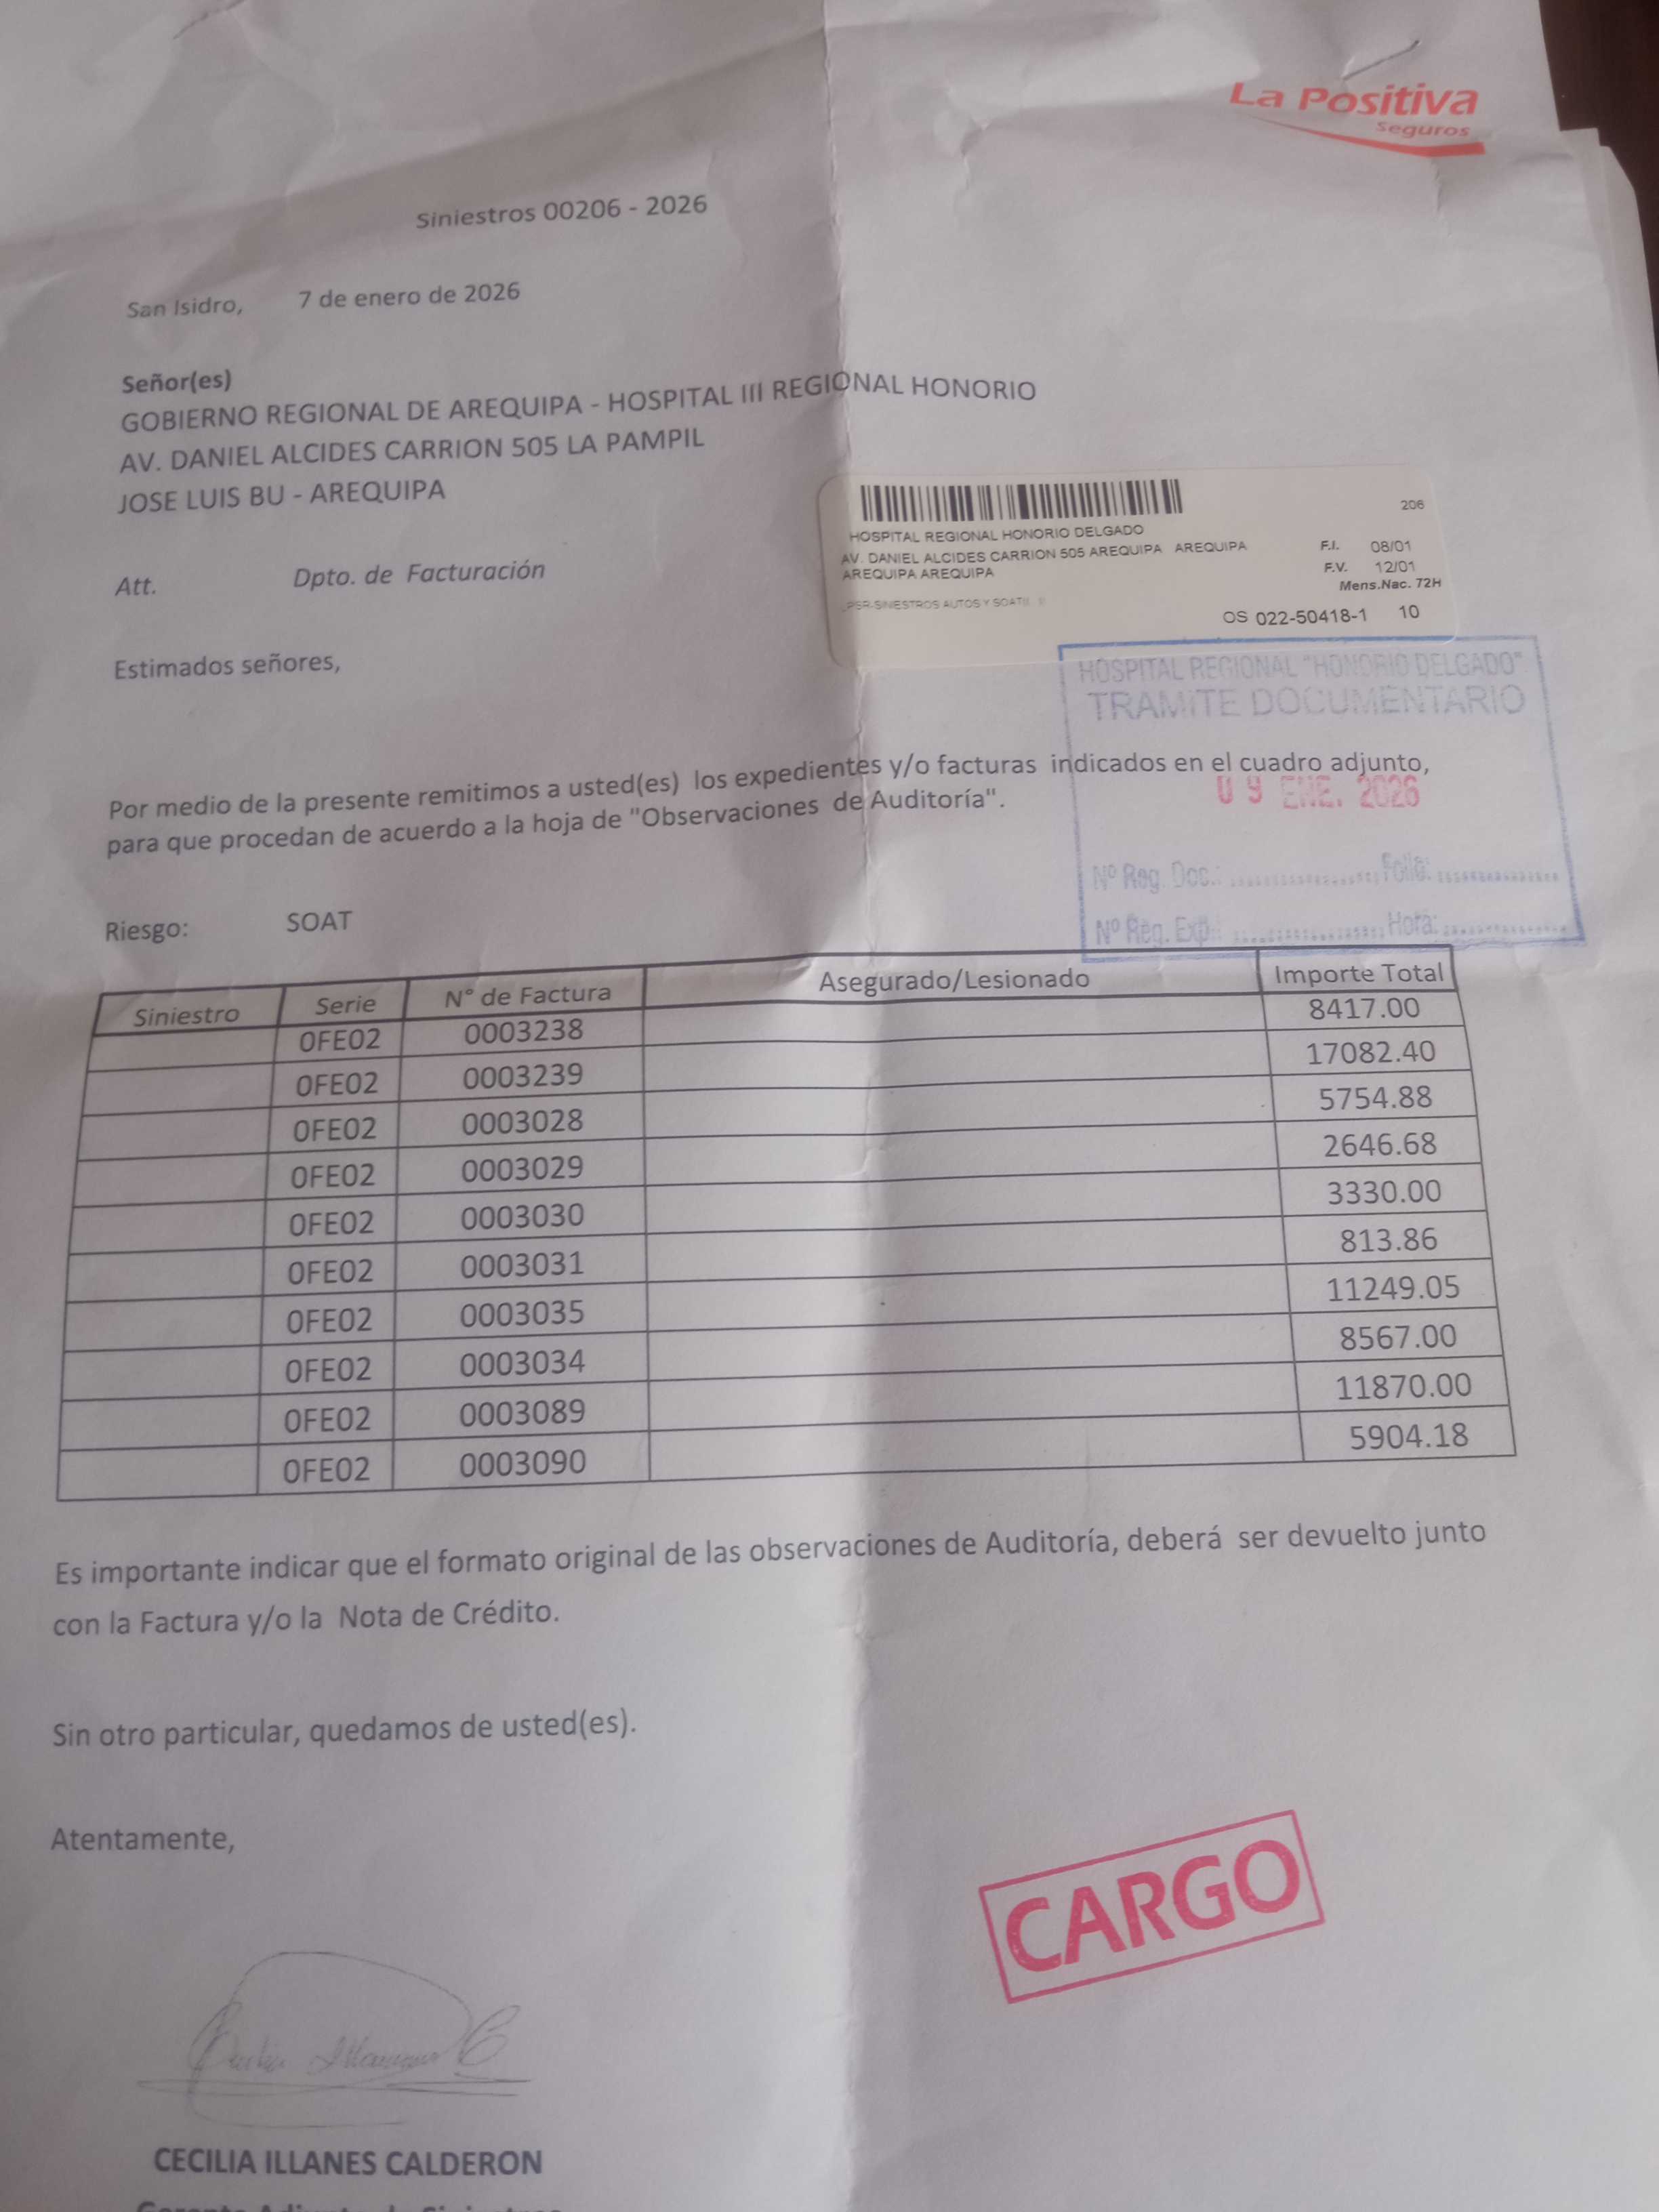 La Positiva
Seguros
Siniestros 00206 - 2026
San Isidro, 7 de enero de 2026
Señor(es)
GOBIERNO REGIONAL DE AREQUIPA - HOSPITAL III REGIONAL HONORIO
AV. DANIEL ALCIDES CARRION 505 LA PAMPIL
JOSE LUIS BU - AREQUIPA
206
HOSPITAL REGIONAL HONORIO DELGADO
AV. DANIEL ALCIDES CARRION 505 AREQUIPA AREQUIPA F.I. 08/01
AREQUIPA AREQUIPA F.V. 12/01
Mens.Nac. 72H
SINIESTROS AUTOS Y SOAT
OS 022-50418-1 10
Att. Dpto. de Facturación
Estimados señores,
HOSPITAL REGIONAL "HONORIO DELGADO"
TRAMITE DOCUMENTARIO
09 ENE. 2026
Nº Reg. Doc.: Folio:
Nº Reg. Exp.: Hora:
Por medio de la presente remitimos a usted(es) los expedientes y/o facturas indicados en el cuadro adjunto,
para que procedan de acuerdo a la hoja de "Observaciones de Auditoría".
Riesgo: SOAT
Siniestro Serie N° de Factura Asegurado/Lesionado Importe Total
0FE02 0003238 8417.00
0FE02 0003239 17082.40
0FE02 0003028 5754.88
0FE02 0003029 2646.68
0FE02 0003030 3330.00
0FE02 0003031 813.86
0FE02 0003035 11249.05
0FE02 0003034 8567.00
0FE02 0003089 11870.00
0FE02 0003090 5904.18
Es importante indicar que el formato original de las observaciones de Auditoría, deberá ser devuelto junto
con la Factura y/o la Nota de Crédito.
Sin otro particular, quedamos de usted(es).
Atentamente,
CARGO
CECILIA ILLANES CALDERON